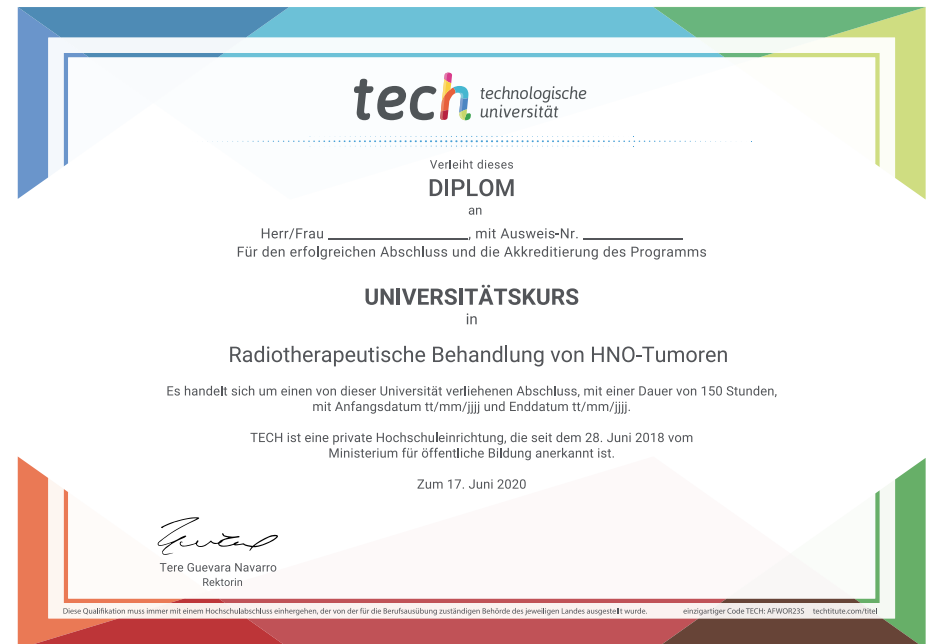 tech technologische
universität
Verleiht dieses
DIPLOM
an
Herr/Frau ____________________, mit Ausweis-Nr. ______________
Für den erfolgreichen Abschluss und die Akkreditierung des Programms
UNIVERSITÄTSKURS
in
Radiotherapeutische Behandlung von HNO-Tumoren
Es handelt sich um einen von dieser Universität verliehenen Abschluss, mit einer Dauer von 150 Stunden,
mit Anfangsdatum tt/mm/jjjj und Enddatum tt/mm/jjjj.
TECH ist eine private Hochschuleinrichtung, die seit dem 28. Juni 2018 vom
Ministerium für öffentliche Bildung anerkannt ist.
Zum 17. Juni 2020
Tere Guevara Navarro
Rektorin
Diese Qualifikation muss immer mit einem Hochschulabschluss einhergehen, der von der für die Berufsausübung zuständigen Behörde des jeweiligen Landes ausgestellt wurde. einzigartiger Code TECH: AFWOR23S techtitute.com/titel